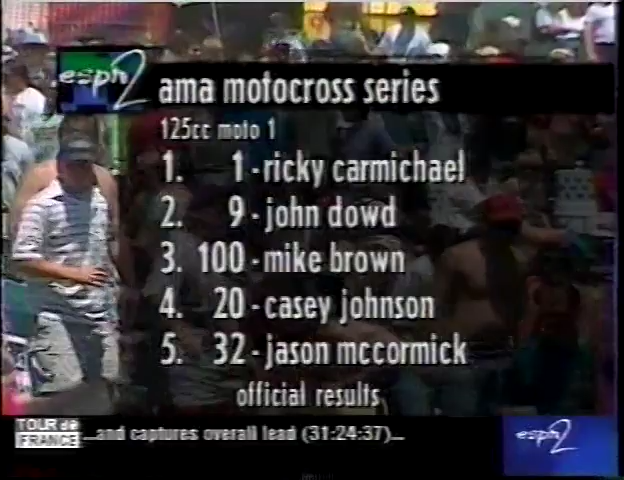 espn2
ama motocross series
125cc moto 1
1. 1 - ricky carmichael
2. 9 - john dowd
3. 100 - mike brown
4. 20 - casey johnson
5. 32 - jason mccormick
official results
TOUR de
FRANCE
...and captures overall lead (31:24:37)...
espn2